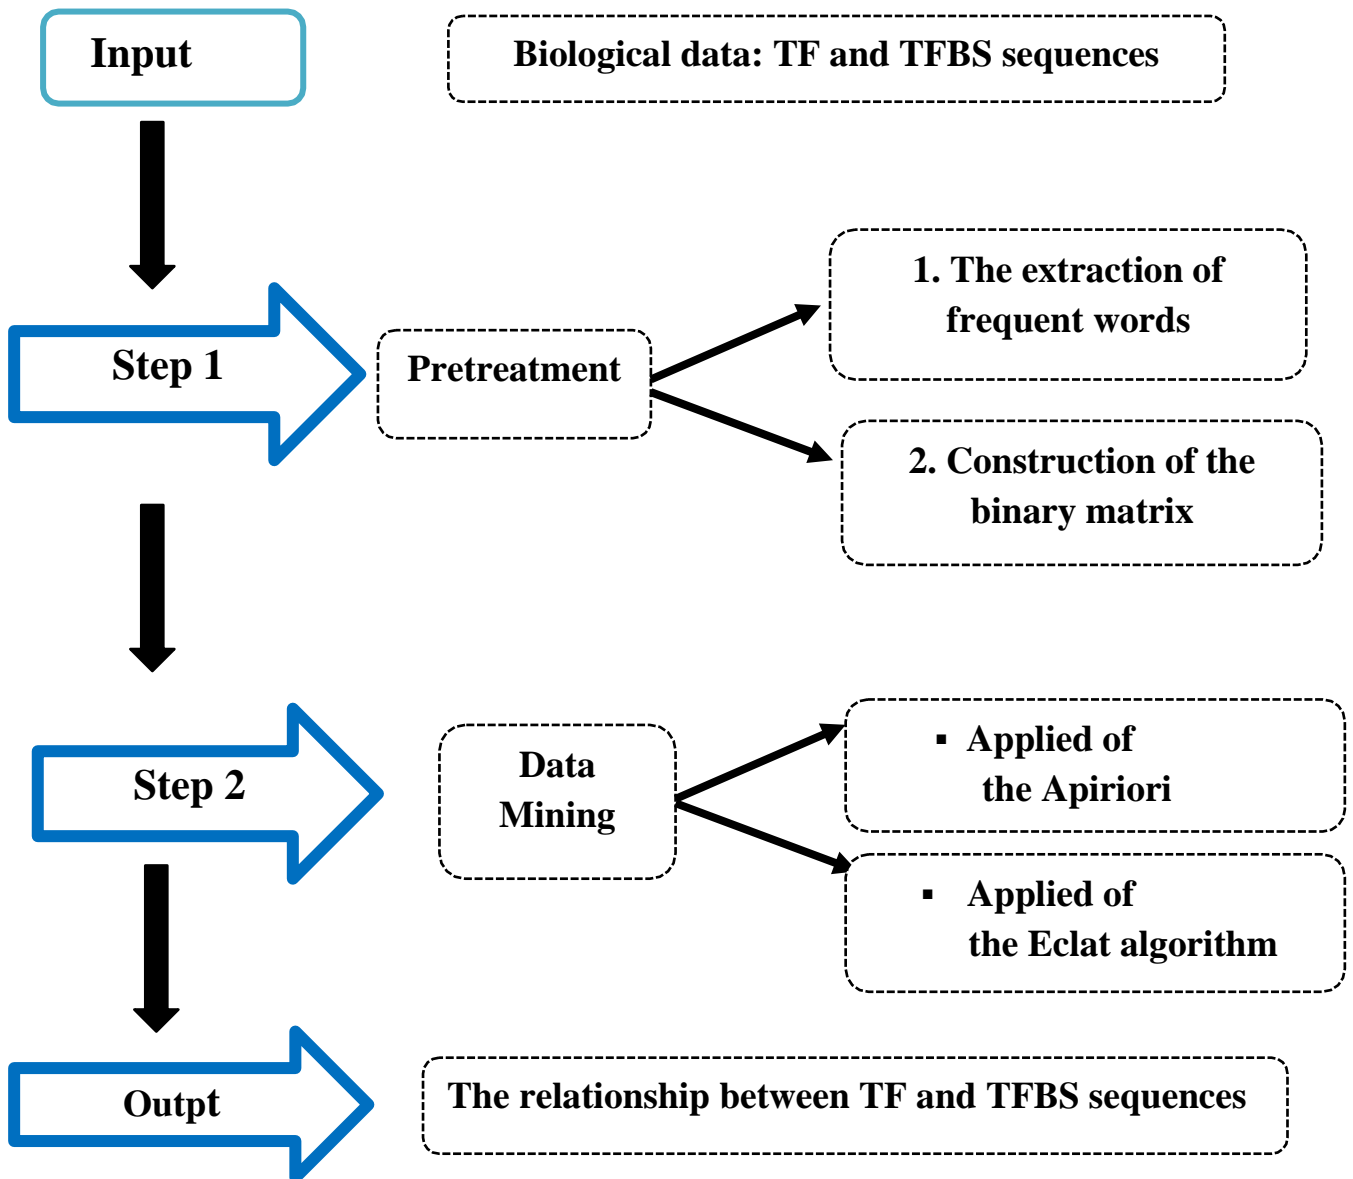 Input
Biological data: TF and TFBS sequences
1. The extraction of
frequent words
Step 1
Pretreatment
2. Construction of the
binary matrix
▪ Applied of
the Apiriori
Step 2
Data
Mining
▪ Applied of
the Eclat algorithm
Outpt
The relationship between TF and TFBS sequences